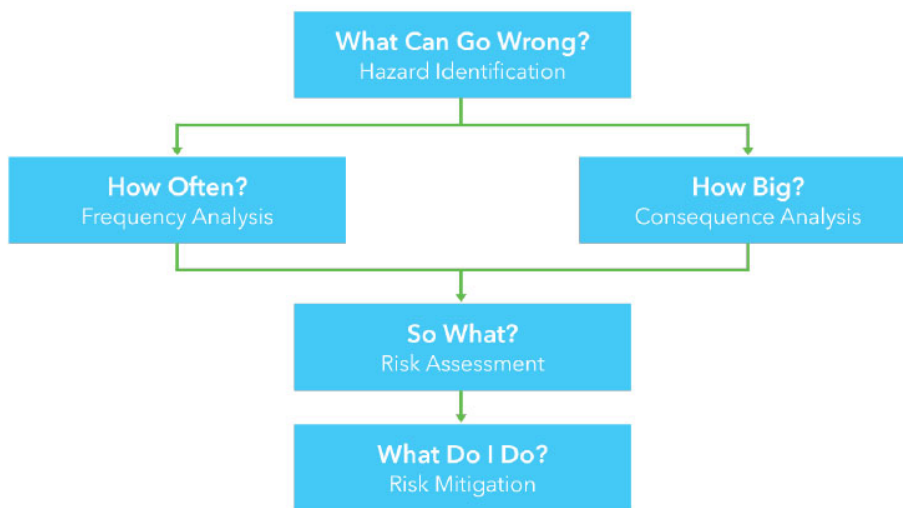 What Can Go Wrong?
Hazard Identification
How Often?
Frequency Analysis
How Big?
Consequence Analysis
So What?
Risk Assessment
What Do I Do?
Risk Mitigation